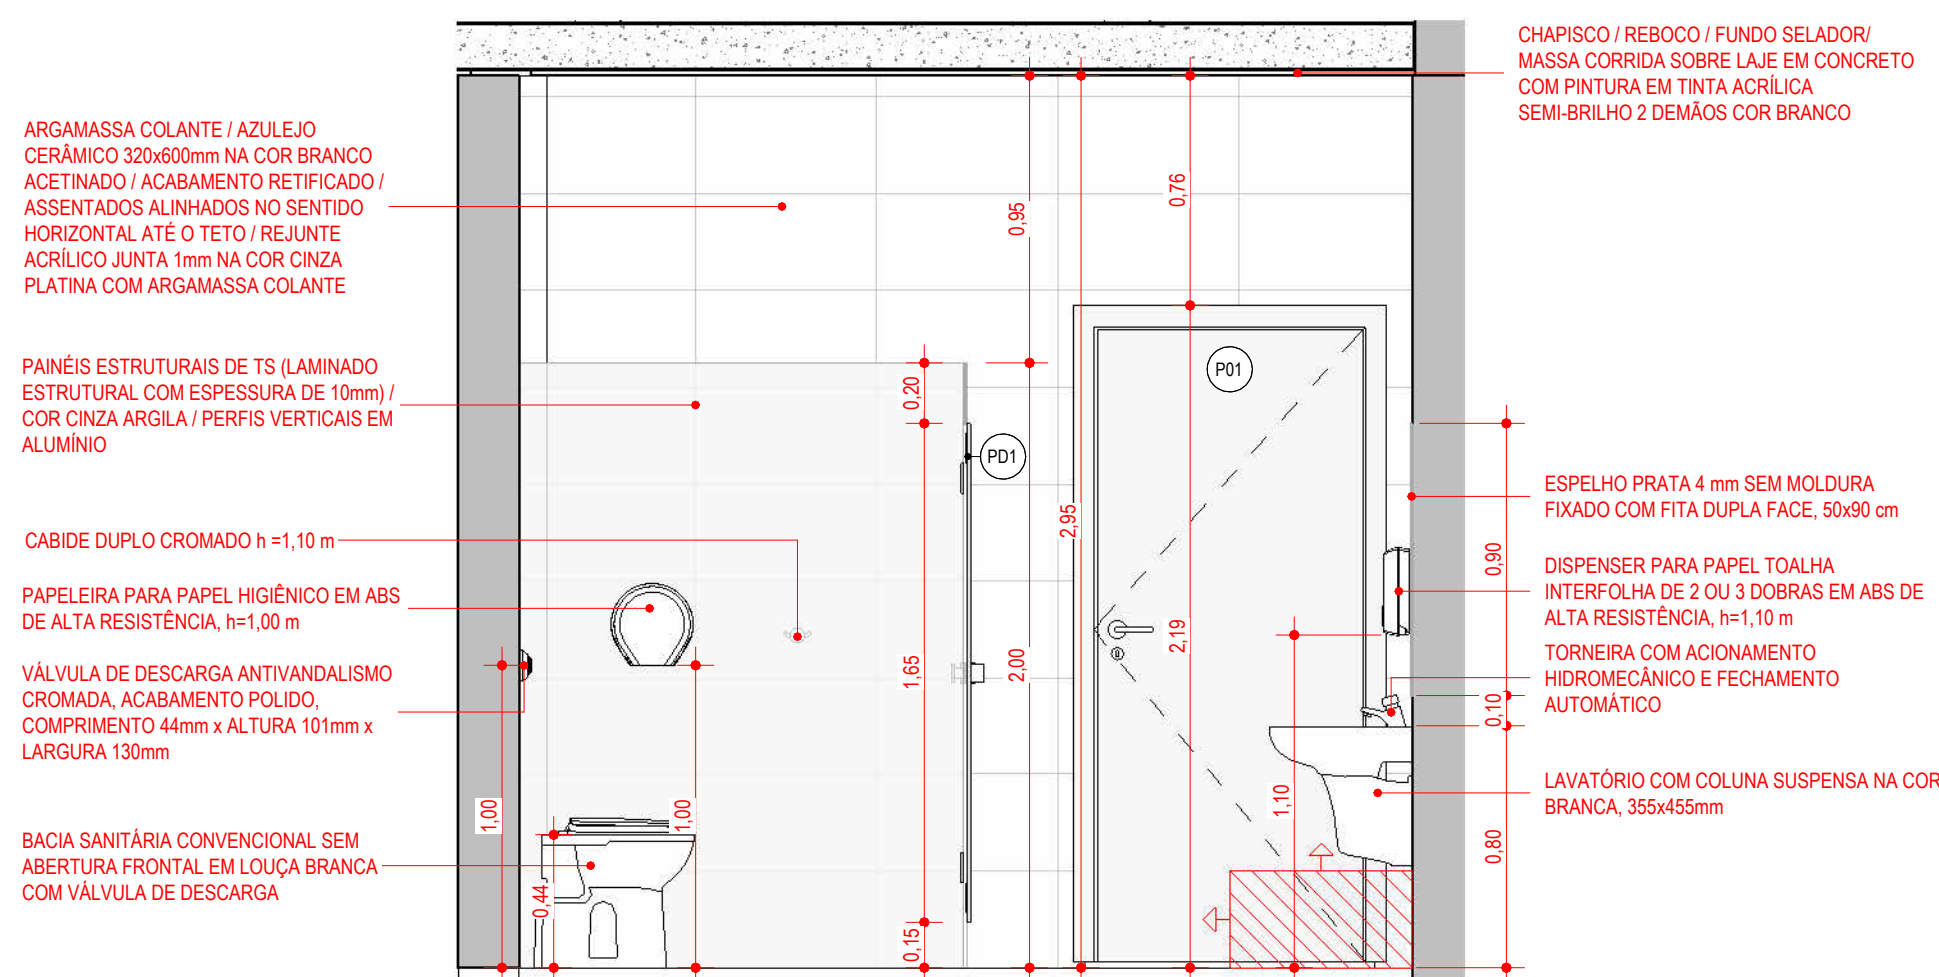 CHAPISCO / REBOCO / FUNDO SELADOR/
MASSA CORRIDA SOBRE LAJE EM CONCRETO
COM PINTURA EM TINTA ACRÍLICA
SEMI-BRILHO 2 DEMÃOS COR BRANCO
ARGAMASSA COLANTE / AZULEJO
CERÂMICO 320x600mm NA COR BRANCO
ACETINADO / ACABAMENTO RETIFICADO /
ASSENTADOS ALINHADOS NO SENTIDO
HORIZONTAL ATÉ O TETO / REJUNTE
ACRÍLICO JUNTA 1mm NA COR CINZA
PLATINA COM ARGAMASSA COLANTE
PAINÉIS ESTRUTURAIS DE TS (LAMINADO
ESTRUTURAL COM ESPESSURA DE 10mm) /
COR CINZA ARGILA / PERFIS VERTICAIS EM
ALUMÍNIO
CABIDE DUPLO CROMADO h =1,10 m
PAPELEIRA PARA PAPEL HIGIÊNICO EM ABS
DE ALTA RESISTÊNCIA, h=1,00 m
VÁLVULA DE DESCARGA ANTIVANDALISMO
CROMADA, ACABAMENTO POLIDO,
COMPRIMENTO 44mm x ALTURA 101mm x
LARGURA 130mm
BACIA SANITÁRIA CONVENCIONAL SEM
ABERTURA FRONTAL EM LOUÇA BRANCA
COM VÁLVULA DE DESCARGA
1,00
0,44
1,00
0,20
1,65
0,15
0,95
2,00
2,95
0,76
2,19
1,10
PD1
P01
0,90
0,10
0,80
ESPELHO PRATA 4 mm SEM MOLDURA
FIXADO COM FITA DUPLA FACE, 50x90 cm
DISPENSER PARA PAPEL TOALHA
INTERFOLHA DE 2 OU 3 DOBRAS EM ABS DE
ALTA RESISTÊNCIA, h=1,10 m
TORNEIRA COM ACIONAMENTO
HIDROMECÂNICO E FECHAMENTO
AUTOMÁTICO
LAVATÓRIO COM COLUNA SUSPENSA NA COR
BRANCA, 355x455mm